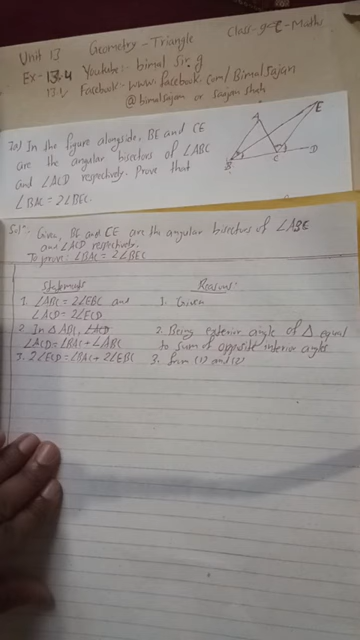 Unit 13 Geometry - Triangle Class-9 - Maths
Ex- 13.4 Youtube:- bimal Sir g
13.1 Facebook:- www.facebook.com/Bimalsajan
@bimalsajan or sanjan shah
7a) In the figure alongside, BE and CE
are the angular bisectors of ∠ABC
and ∠ACD respectively. Prove that
∠BAC = 2∠BEC.
A E
B C D
Solⁿ:- Given, BE and CE are the angular bisectors of ∠ABC
and ∠ACD respectively.
To prove: ∠BAC = 2∠BEC
Statements Reasons
1. ∠ABC = 2∠EBC and 1. Given
∠ACD = 2∠ECD
2. In △ABC, ∠ACD 2. Being exterior angle of △ equal
∠ACD = ∠BAC + ∠ABC to sum of opposite interior angles
3. 2∠ECD = ∠BAC + 2∠EBC 3. from (1) and (2)